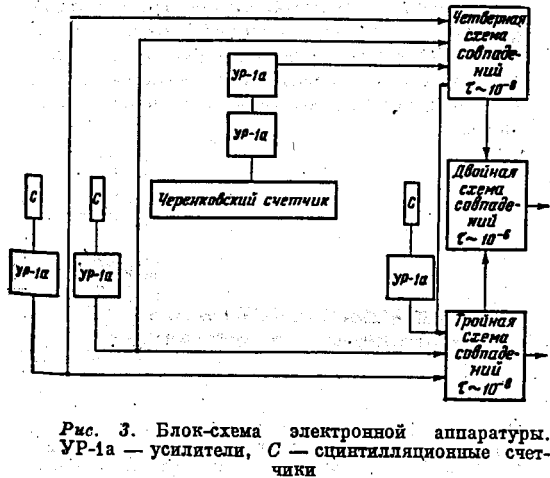 Четверная
схема
совпаде-
ний
τ~10⁻⁸
УР-1а
УР-1а
С
С
Черенковский счетчик
С
Двойная
схема
совпаде-
ний
τ~10⁻⁶
УР-1а
УР-1а
УР-1а
Тройная
схема
совпаде-
ний
τ~10⁻⁸
Рис. 3. Блок-схема электронной аппаратуры.
УР-1а — усилители, С — сцинтилляционные счет-
чики